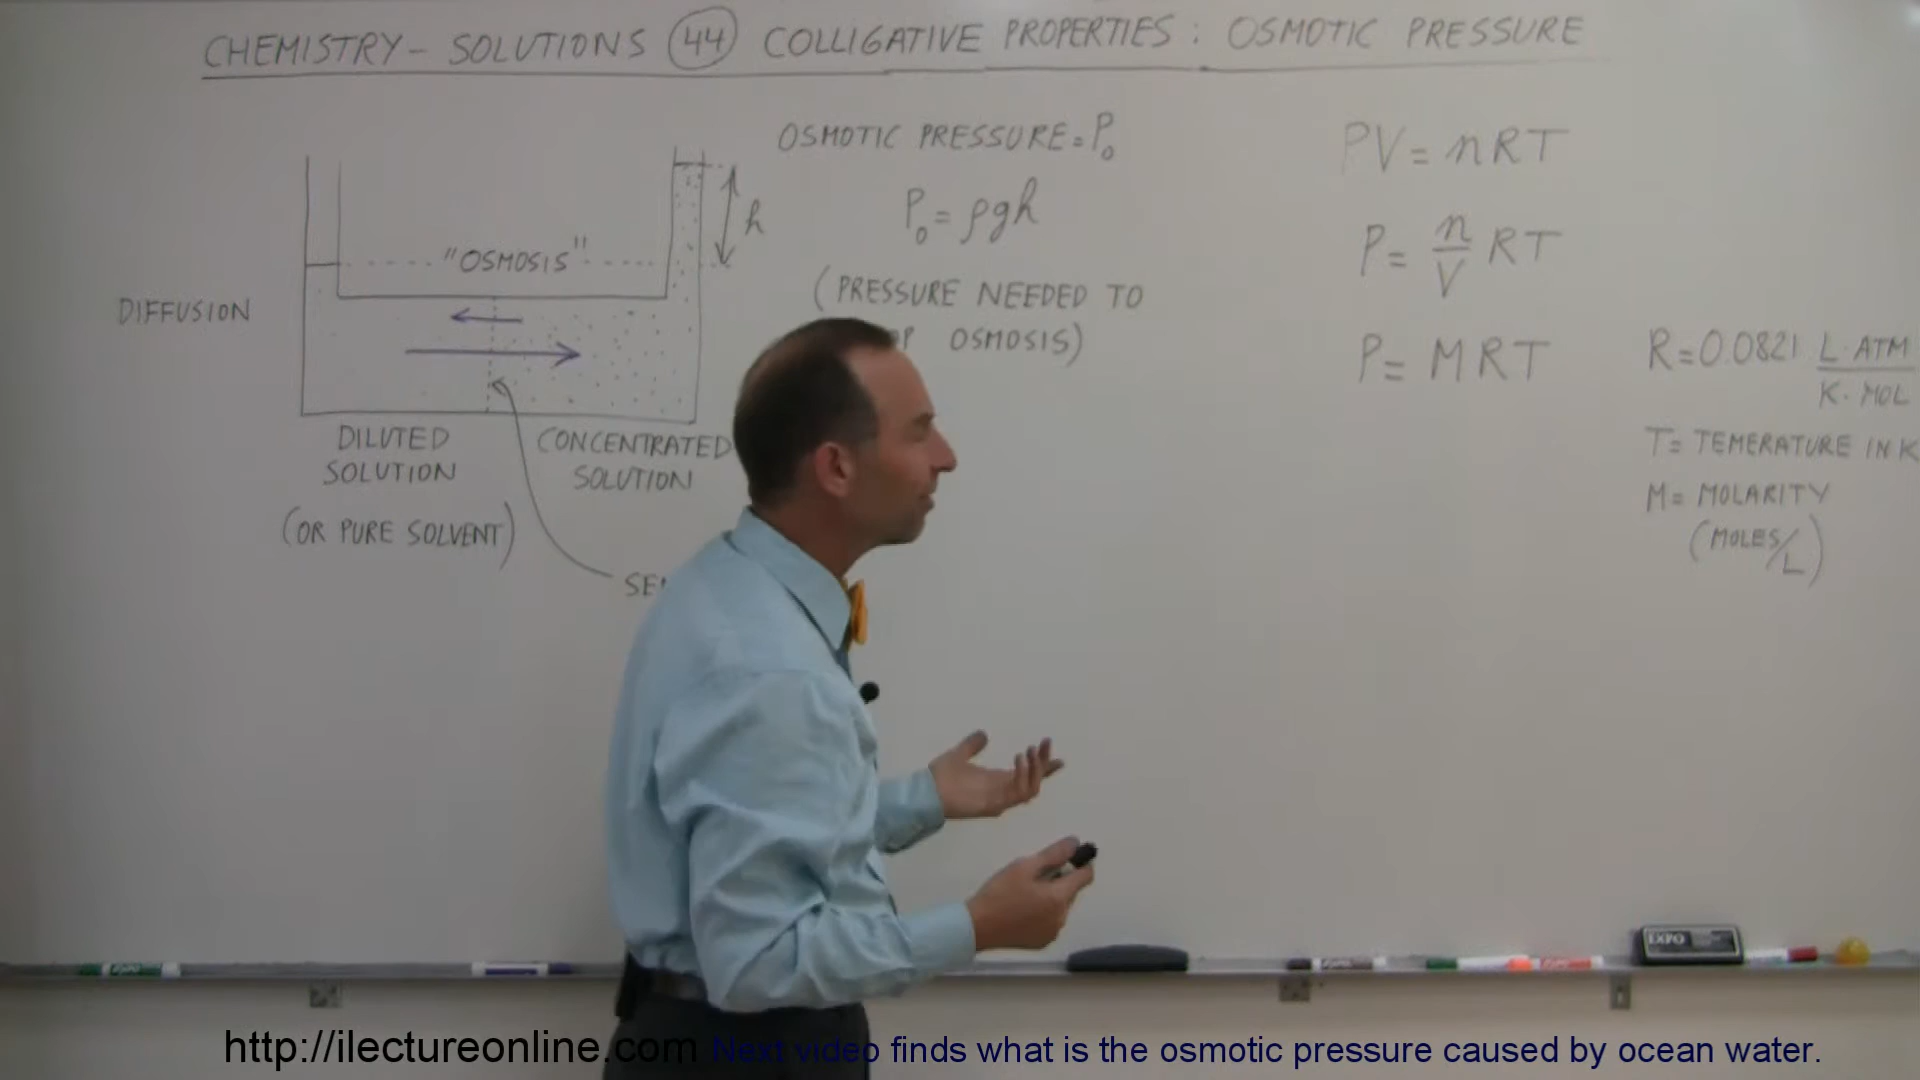 CHEMISTRY - SOLUTIONS 44 COLLIGATIVE PROPERTIES: OSMOTIC PRESSURE
OSMOTIC PRESSURE = P₀
P₀ = ρgh
(PRESSURE NEEDED TO
OSMOSIS)
h
"OSMOSIS"
DIFFUSION
DILUTED
SOLUTION
(OR PURE SOLVENT)
CONCENTRATED
SOLUTION
PV = nRT
P = n/V RT
P = MRT
R = 0.0821 L·ATM/K·MOL
T = TEMERATURE IN K
M = MOLARITY
(MOLES/L)
EXPO
http://ilectureonline.com Next video finds what is the osmotic pressure caused by ocean water.